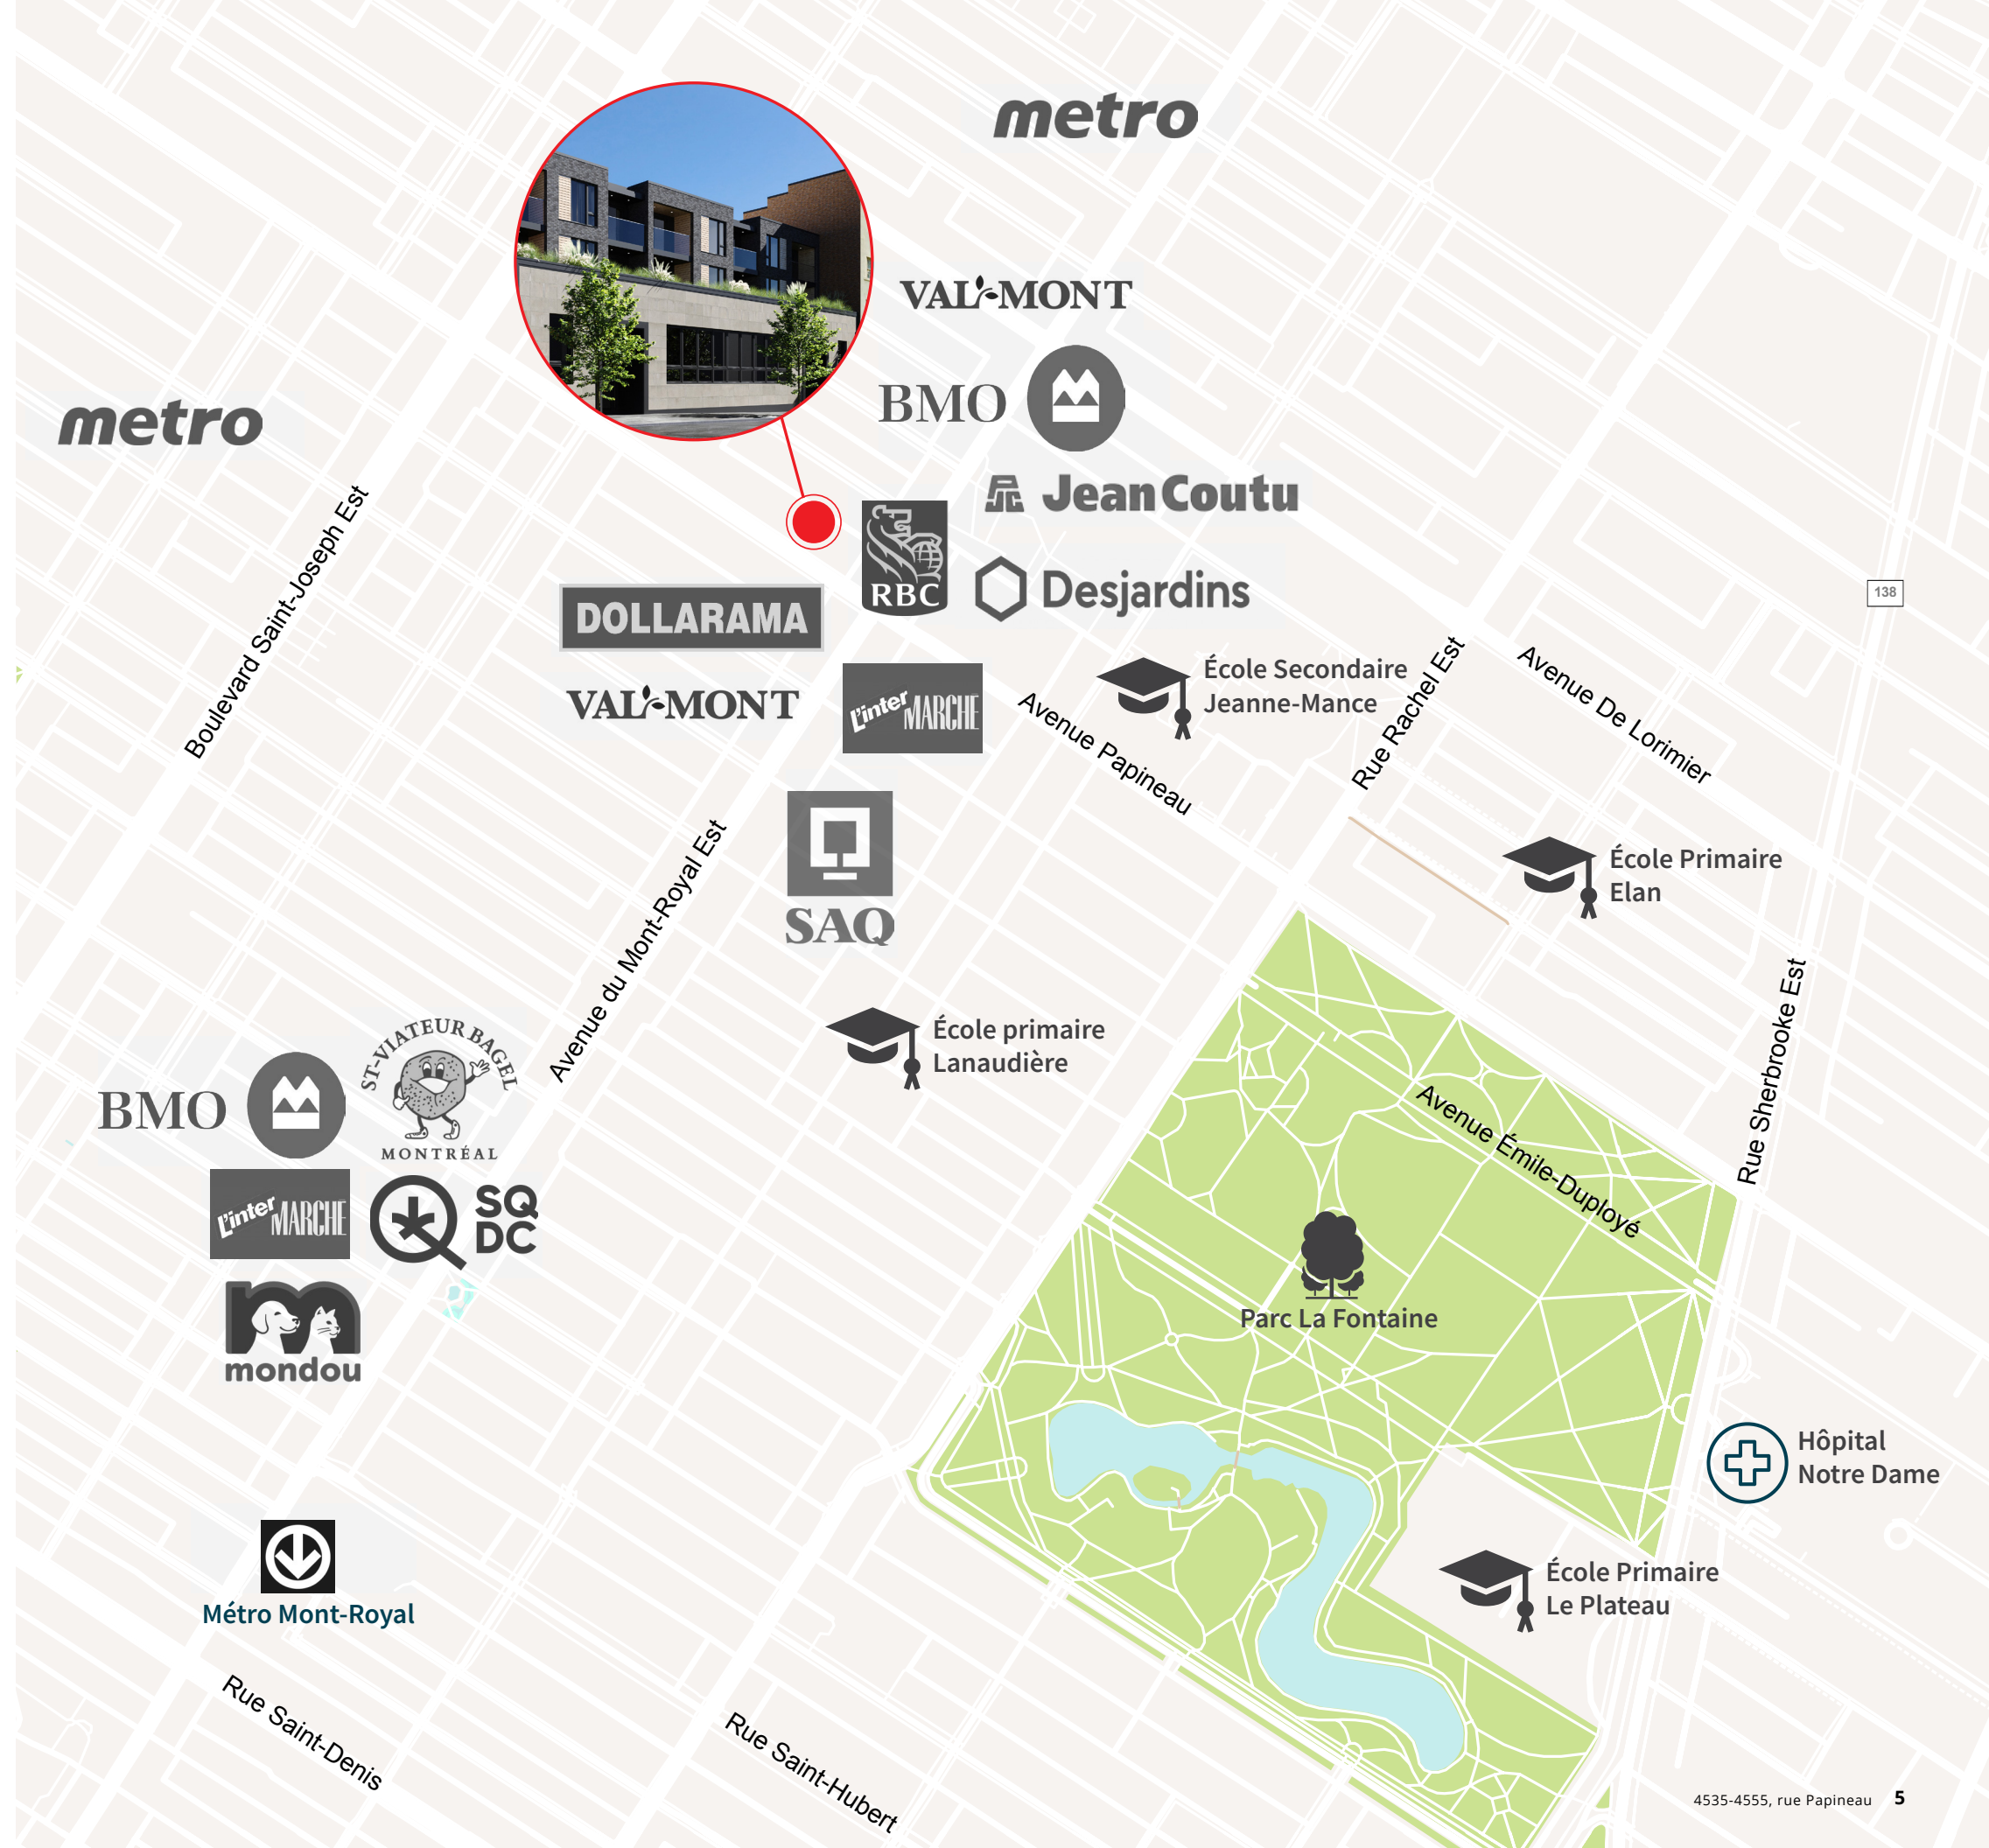 metro
VAL-MONT
BMO
metro
JeanCoutu
RBC
Desjardins
DOLLARAMA
VAL-MONT
L'inter MARCHÉ
École Secondaire
Jeanne-Mance
Boulevard Saint-Joseph Est
Avenue Papineau
Rue Rachel Est
Avenue De Lorimier
138
SAQ
École Primaire
Elan
Avenue du Mont-Royal Est
École primaire
Lanaudière
Rue Sherbrooke Est
ST-VIATEUR BAGEL
MONTRÉAL
BMO
Avenue Émile-Duployé
L'inter MARCHÉ
SQ
DC
Parc La Fontaine
mondou
Hôpital
Notre Dame
Métro Mont-Royal
École Primaire
Le Plateau
Rue Saint-Denis
Rue Saint-Hubert
4535-4555, rue Papineau 5